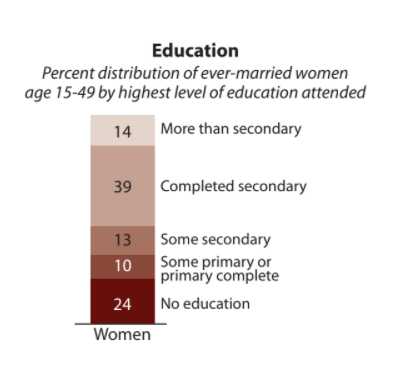 Education
Percent distribution of ever-married women
age 15-49 by highest level of education attended
14 More than secondary
39 Completed secondary
13 Some secondary
10 Some primary or
primary complete
24 No education
Women